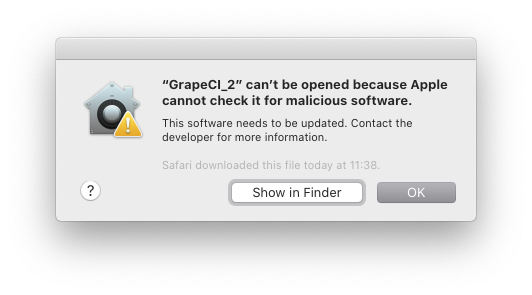 “GrapeCl_2” can’t be opened because Apple
cannot check it for malicious software.
This software needs to be updated. Contact the
developer for more information.
Safari downloaded this file today at 11:38.
?
Show in Finder
OK